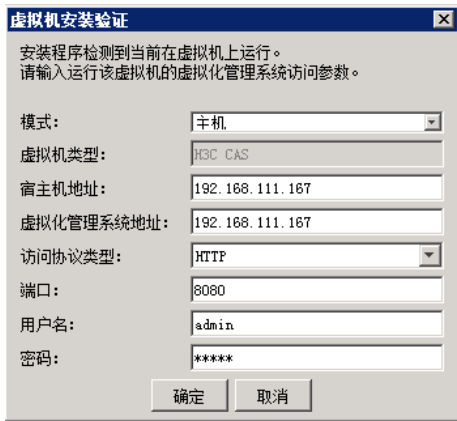 虚拟机安装验证
安装程序检测到当前在虚拟机上运行。
请输入运行该虚拟机的虚拟化管理系统访问参数。
模式： 主机
虚拟机类型： H3C CAS
宿主机地址： 192.168.111.167
虚拟化管理系统地址： 192.168.111.167
访问协议类型： HTTP
端口： 8080
用户名： admin
密码： *****
确定 取消